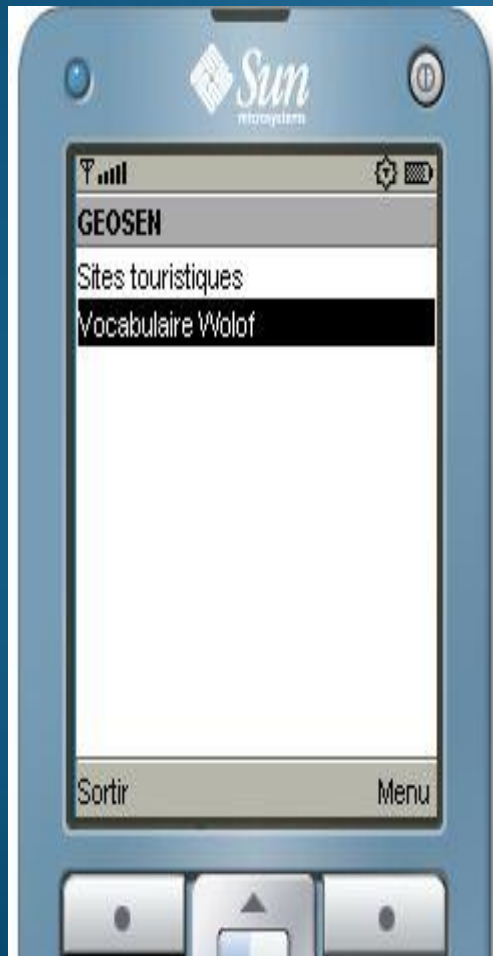 Sun
microsystems
GEOSEN
Sites touristiques
Vocabulaire Wolof
Sortir
Menu